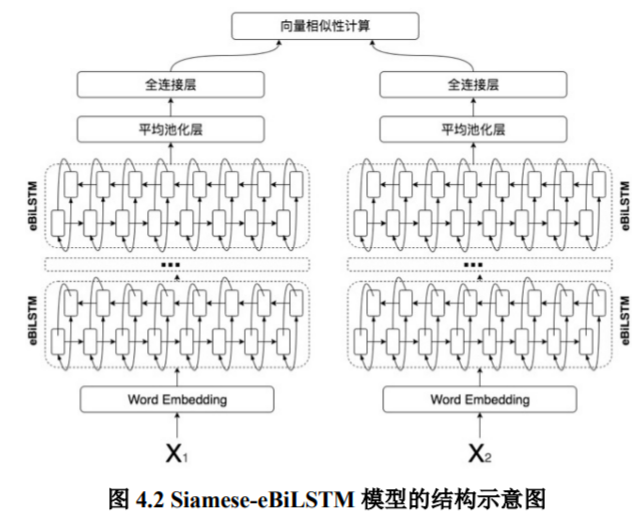 向量相似性计算
全连接层 全连接层
平均池化层 平均池化层
eBiLSTM eBiLSTM
eBiLSTM eBiLSTM
Word Embedding Word Embedding
X1 X2
图 4.2 Siamese-eBiLSTM 模型的结构示意图